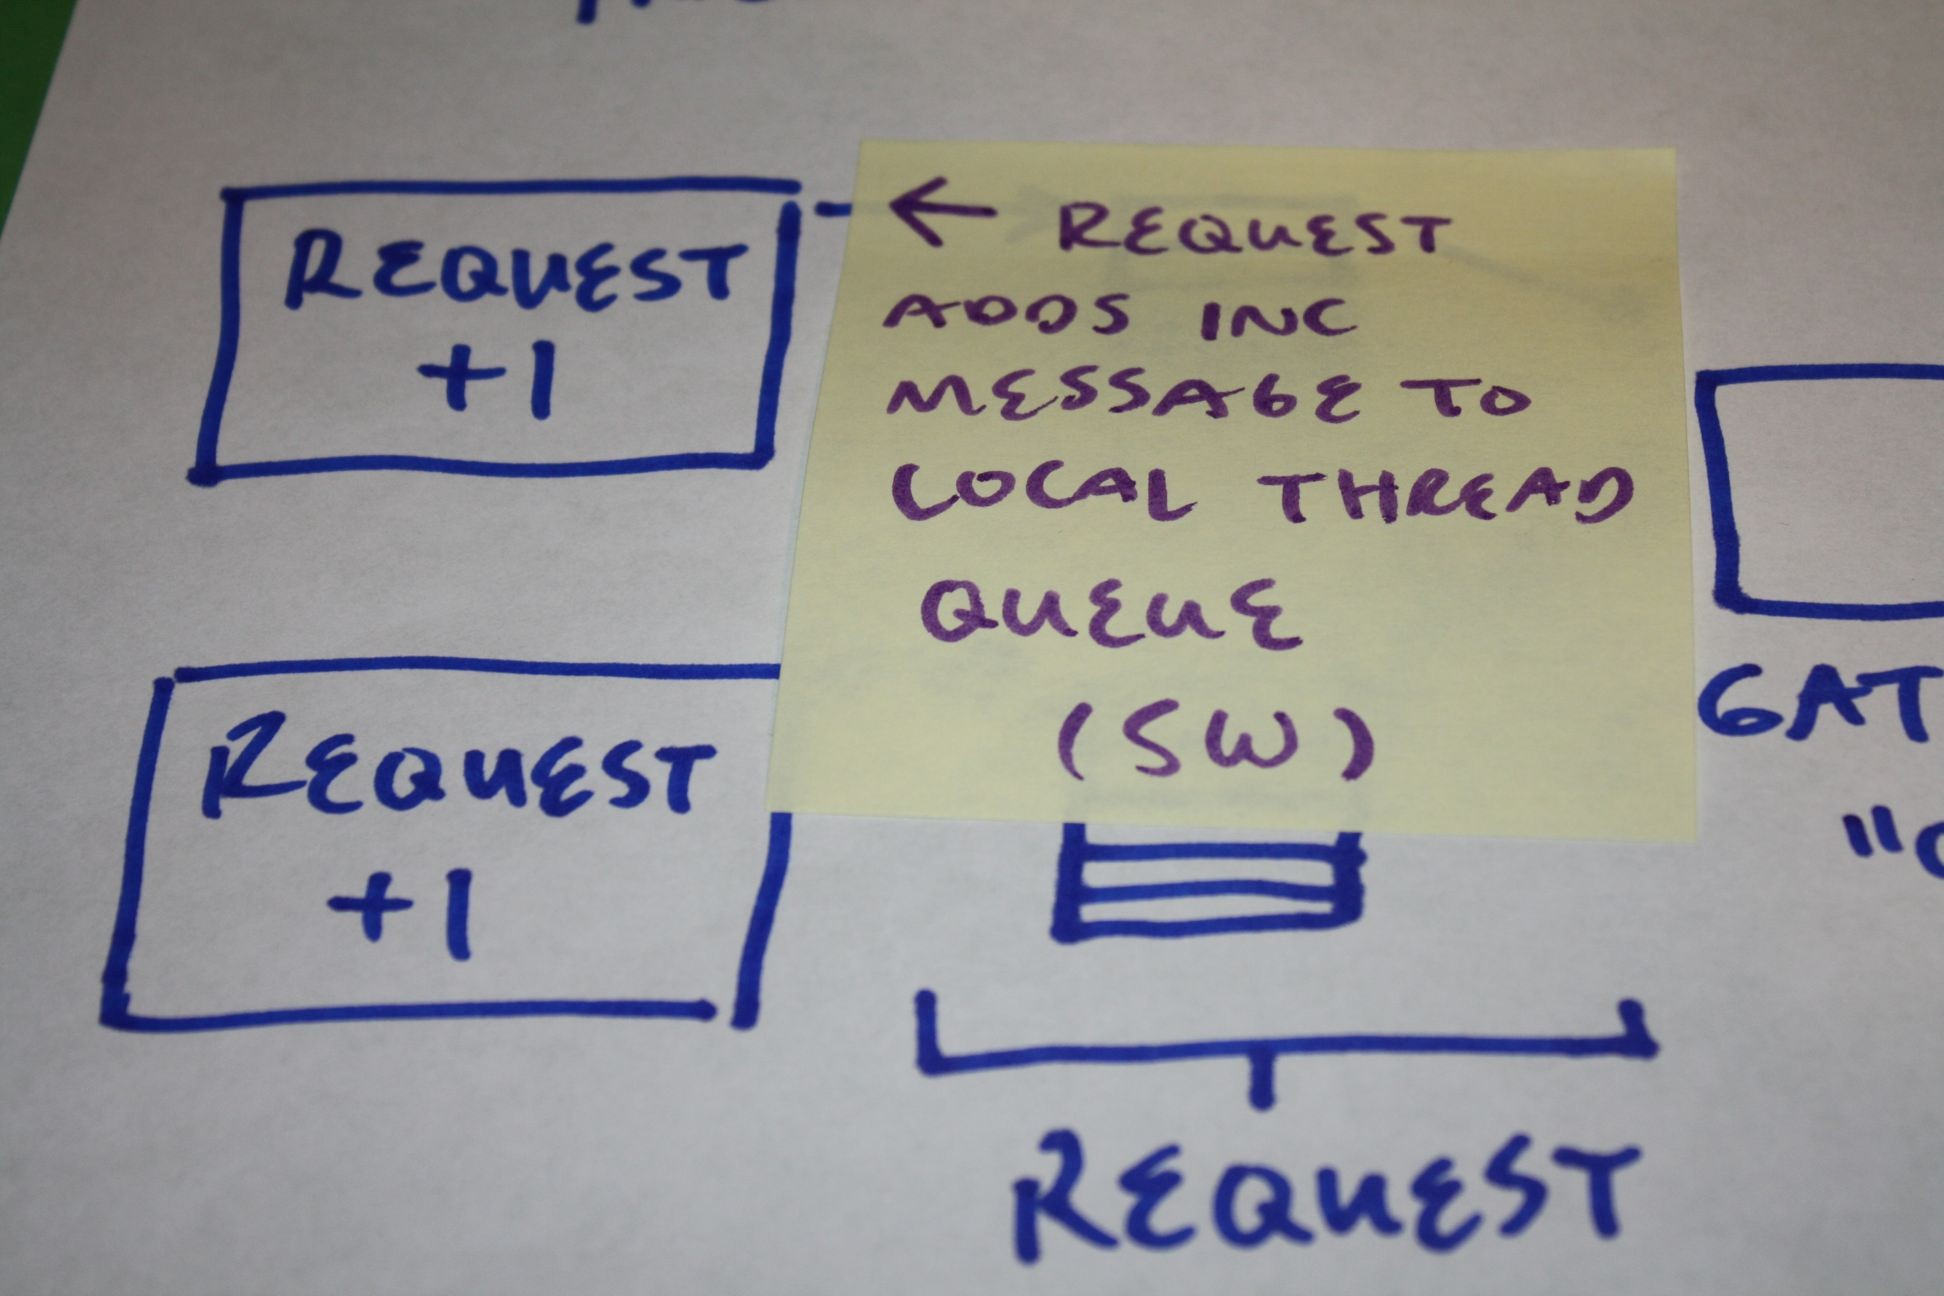 REQUEST
+1
← REQUEST
ADDS INC
MESSAGE TO
LOCAL THREAD
QUEUE
(SW)
REQUEST
+1
GAT
REQUEST